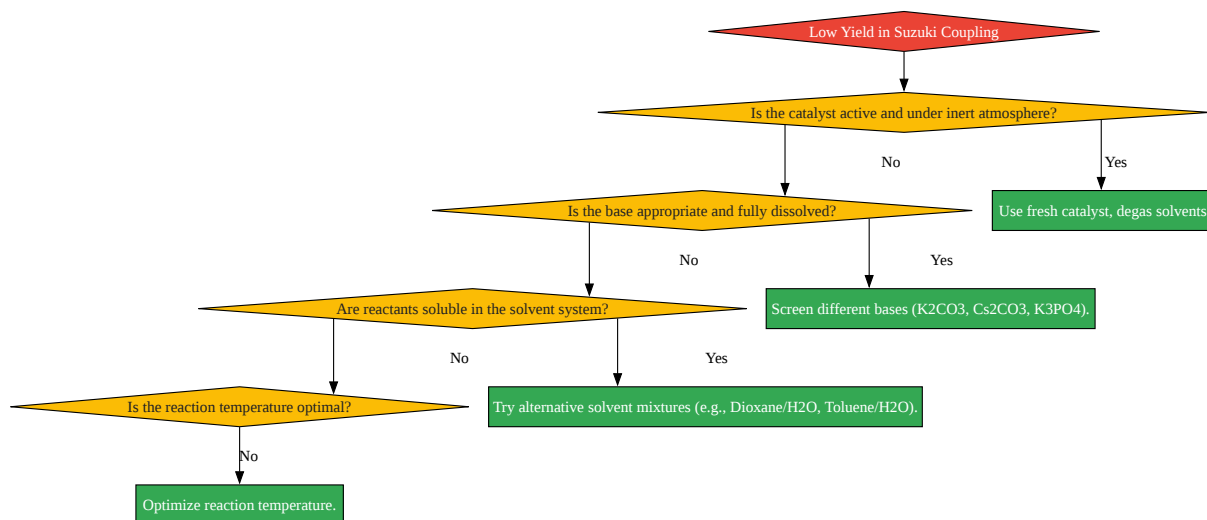 Low Yield in Suzuki Coupling
Is the catalyst active and under inert atmosphere?
No
Yes
Is the base appropriate and fully dissolved?
Use fresh catalyst, degas solvents
No
Yes
Are reactants soluble in the solvent system?
Screen different bases (K2CO3, Cs2CO3, K3PO4).
No
Yes
Is the reaction temperature optimal?
Try alternative solvent mixtures (e.g., Dioxane/H2O, Toluene/H2O).
No
Optimize reaction temperature.